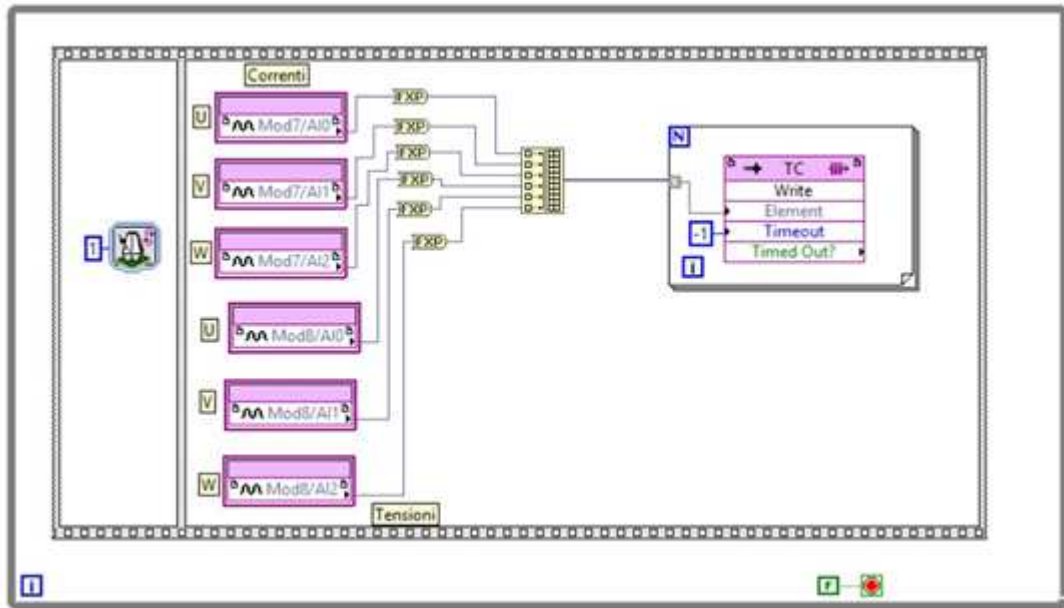 Correnti
U
Mod7/AI0
V
Mod7/AI1
W
Mod7/AI2
U
Mod8/AI0
V
Mod8/AI1
W
Mod8/AI2
Tensioni
1
FXP
FXP
FXP
FXP
FXP
FXP
N
TC
Write
Element
-1
Timeout
Timed Out?
i
i
F